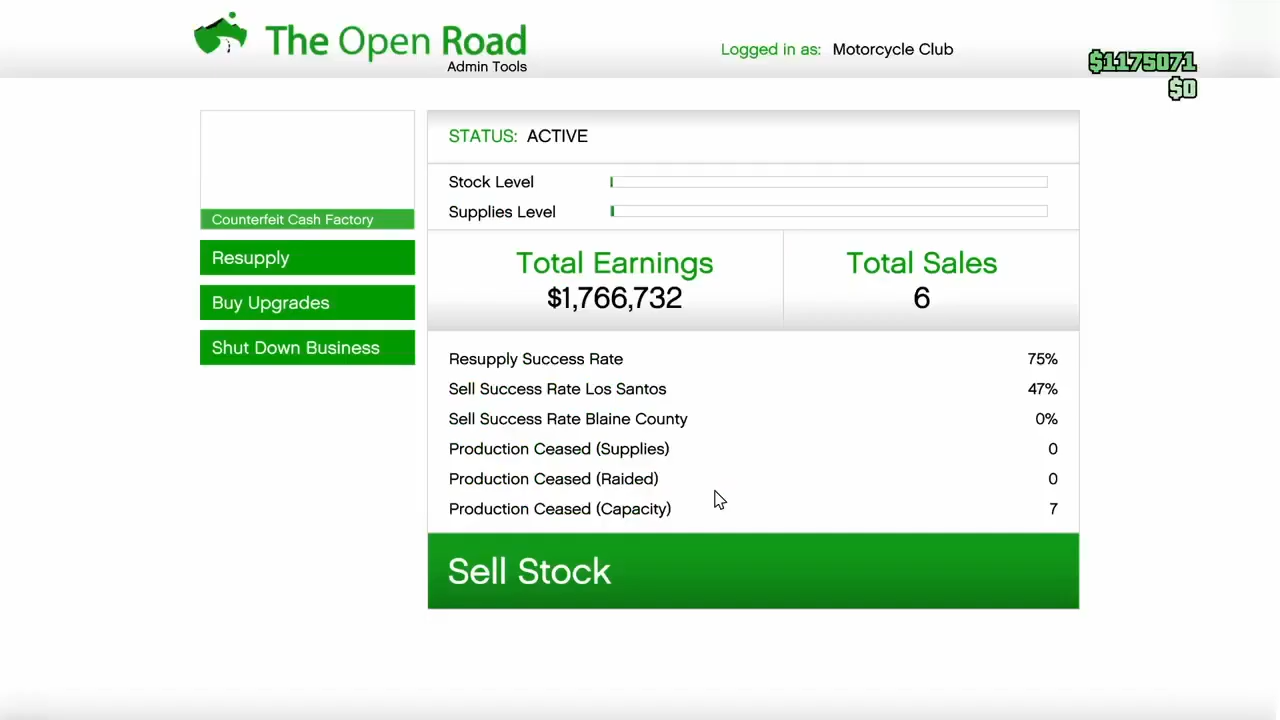 The Open Road
Admin Tools
Logged in as: Motorcycle Club
$1175071
$0
Counterfeit Cash Factory
Resupply
Buy Upgrades
Shut Down Business
STATUS: ACTIVE
Stock Level
Supplies Level
Total Earnings
$1,766,732
Total Sales
6
Resupply Success Rate 75%
Sell Success Rate Los Santos 47%
Sell Success Rate Blaine County 0%
Production Ceased (Supplies) 0
Production Ceased (Raided) 0
Production Ceased (Capacity) 7
Sell Stock